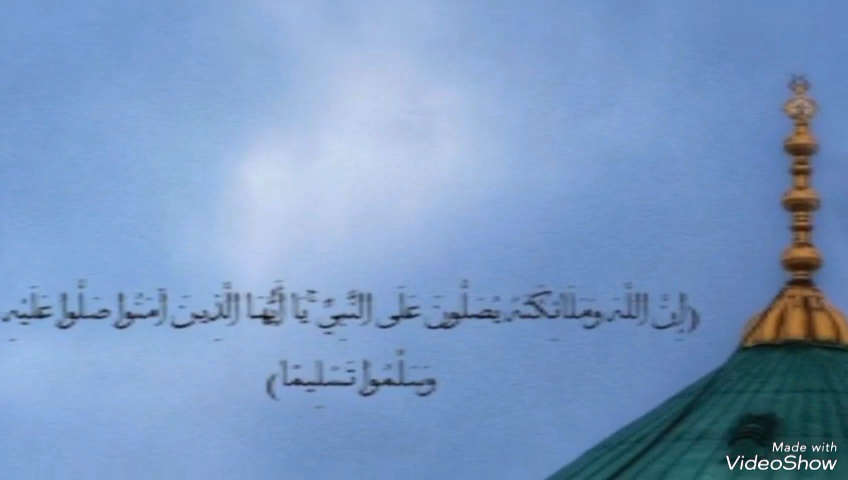 (إِنَّ اللَّهَ وَمَلَائِكَتَهُ يُصَلُّونَ عَلَى النَّبِيِّ ۚ يَا أَيُّهَا الَّذِينَ آمَنُوا صَلُّوا عَلَيْهِ
وَسَلِّمُوا تَسْلِيمًا)
Made with
VideoShow